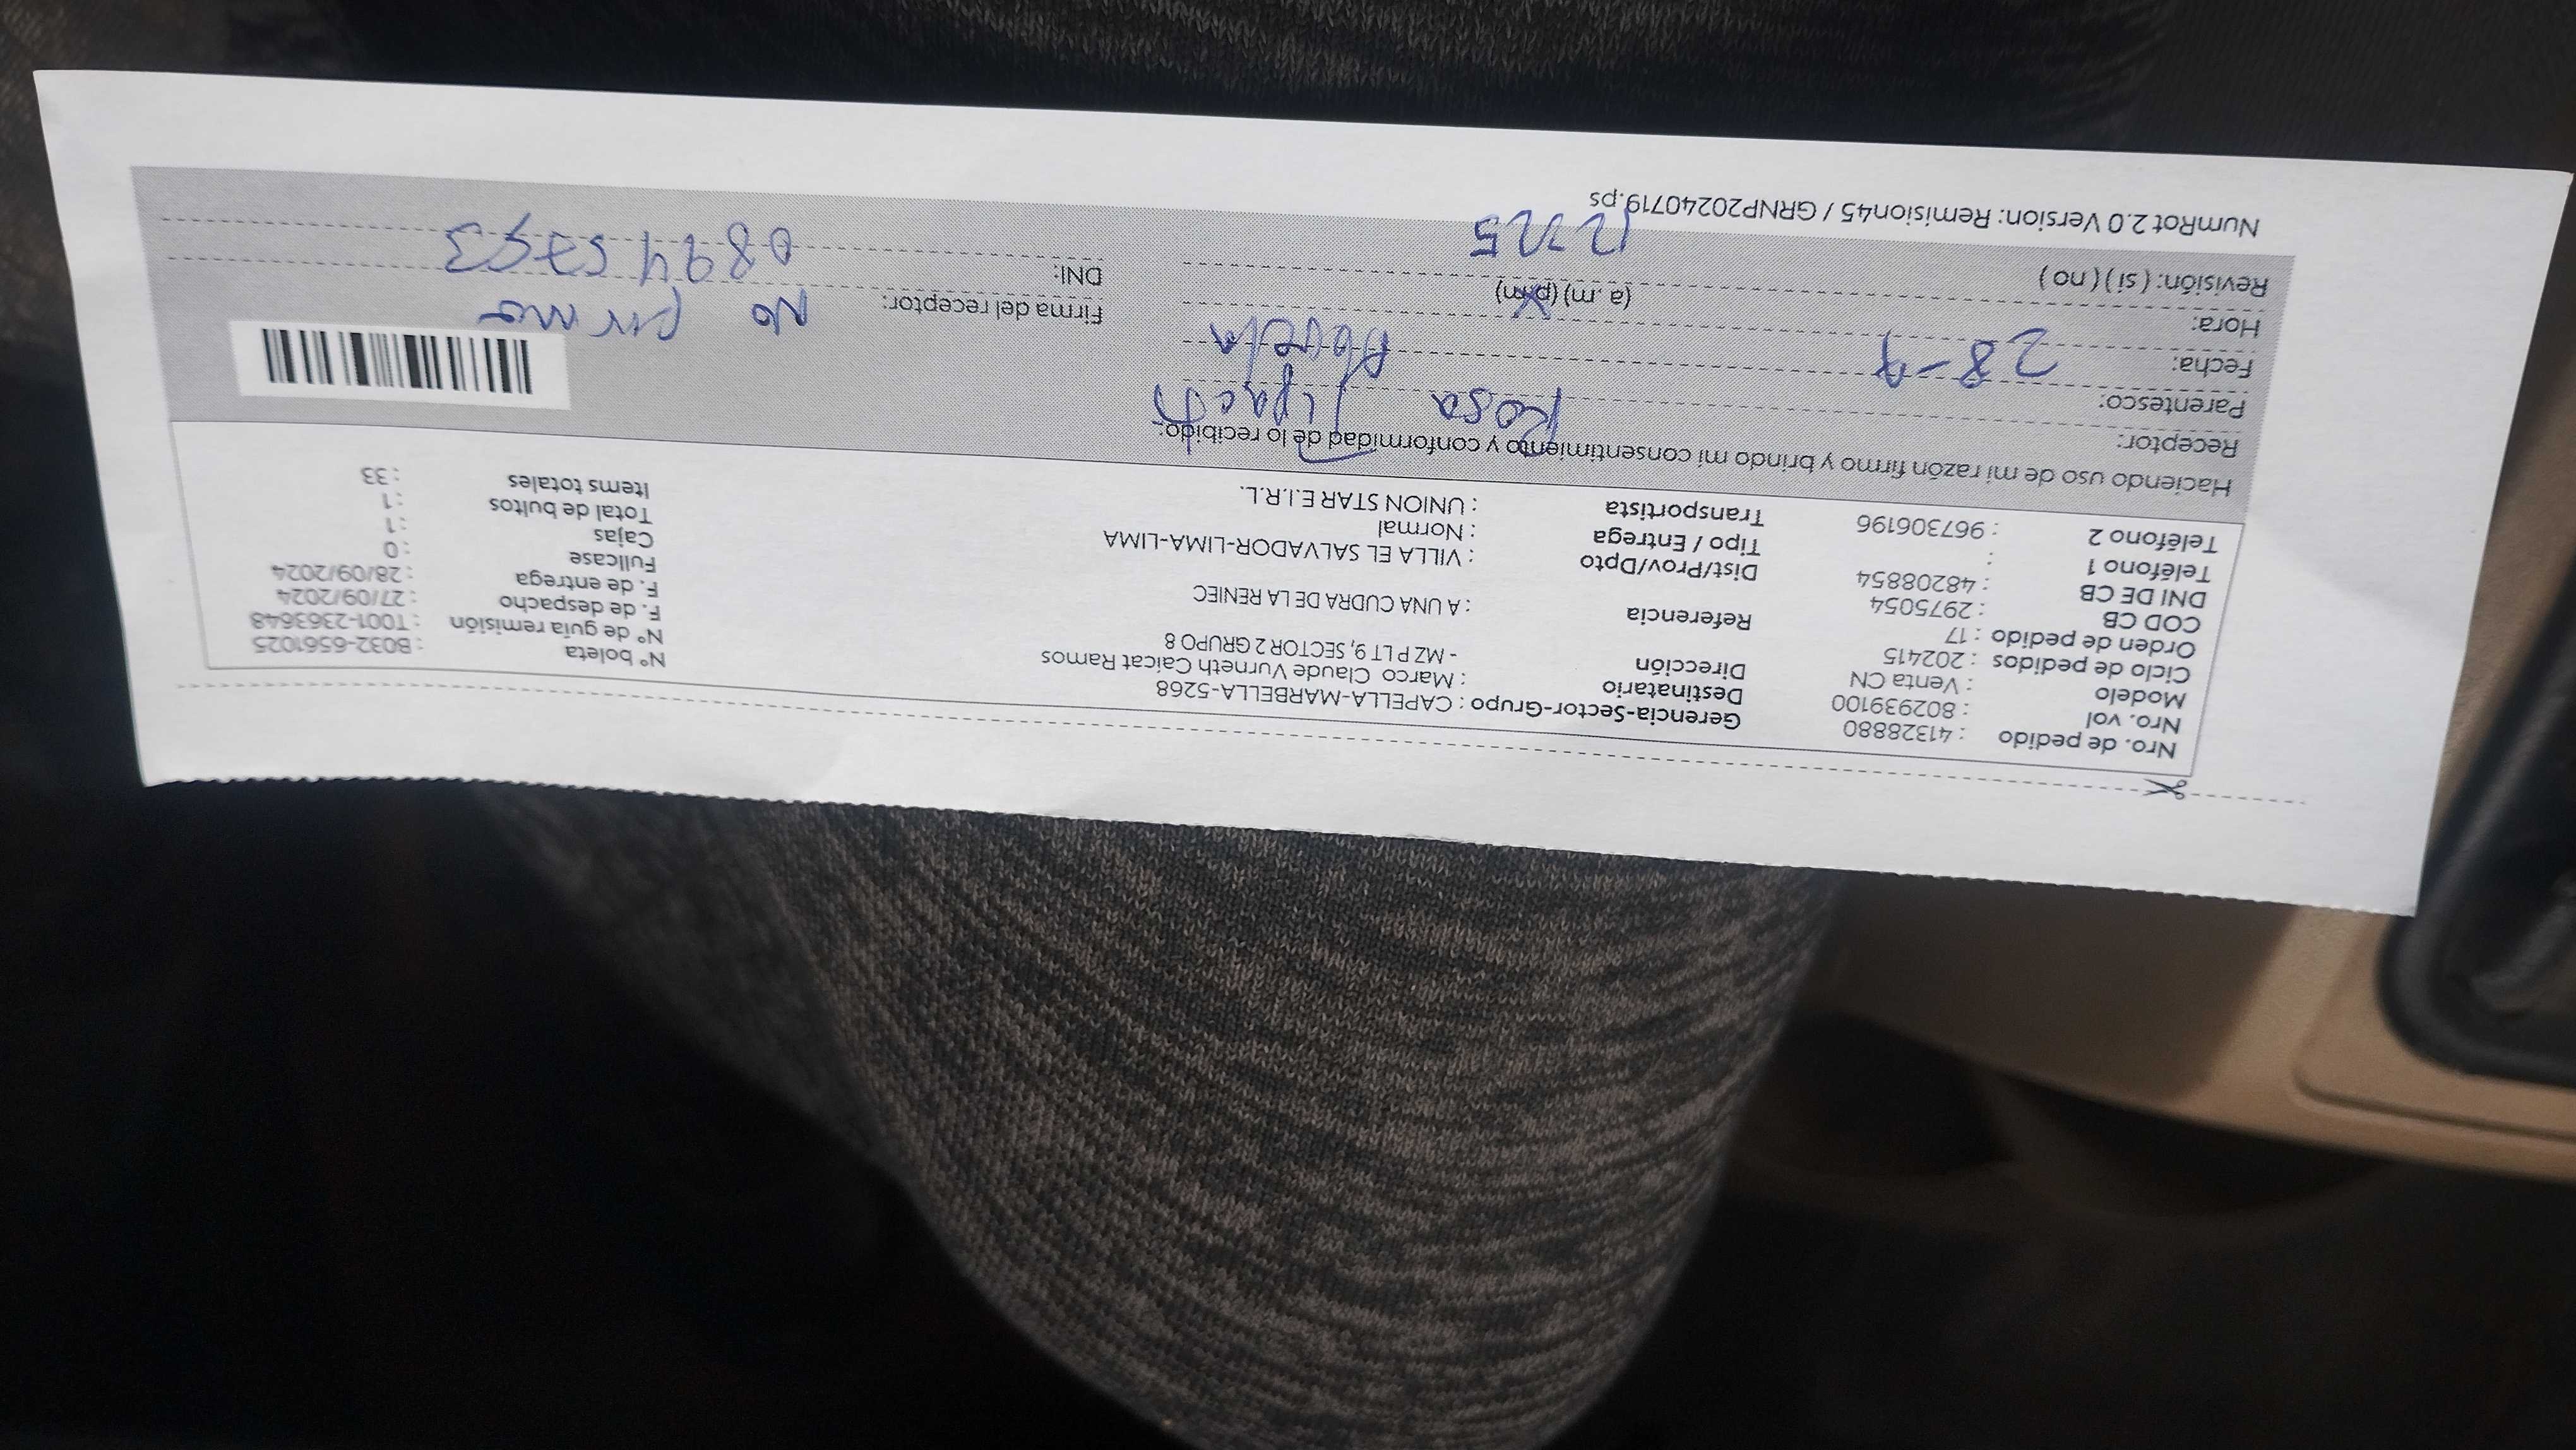 Nro. de pedido : 41328880
Nro. vol : 802939100
Modelo : Venta CN
Ciclo de pedidos : 202415
Orden de pedido : 17
COD CB : 2975054
DNI DE CB : 48208854
Teléfono 1 :
Teléfono 2 : 967306196
Gerencia-Sector-Grupo : CAPELLA-MARBELLA-5268
Destinatario : Marco Claude Vurneth Caicat Ramos
Dirección - MZ P LT 9, SECTOR 2 GRUPO 8
Referencia : A UNA CUDRA DE LA RENIEC
Dist/Prov/Dpto : VILLA EL SALVADOR-LIMA-LIMA
Tipo / Entrega : Normal
Transportista : UNION STAR E.I.R.L.
Nº boleta : B032-6561025
Nº de guía remisión : T001-2363648
F. de despacho : 27/09/2024
F. de entrega : 28/09/2024
Fullcase : 0
Cajas : 1
Total de bultos : 1
Items totales : 33
Haciendo uso de mi razón firmo y brindo mi consentimiento y conformidad de lo recibido:
Receptor: Rosa
Parentesco: Abuela
Fecha: 28-9
Hora: (a. m) (p.m)
Revisión: ( si ) ( no )
Firma del receptor: No firmo
DNI:
NumRot 2.0 Version: Remision45 / GRNP20240719.ps